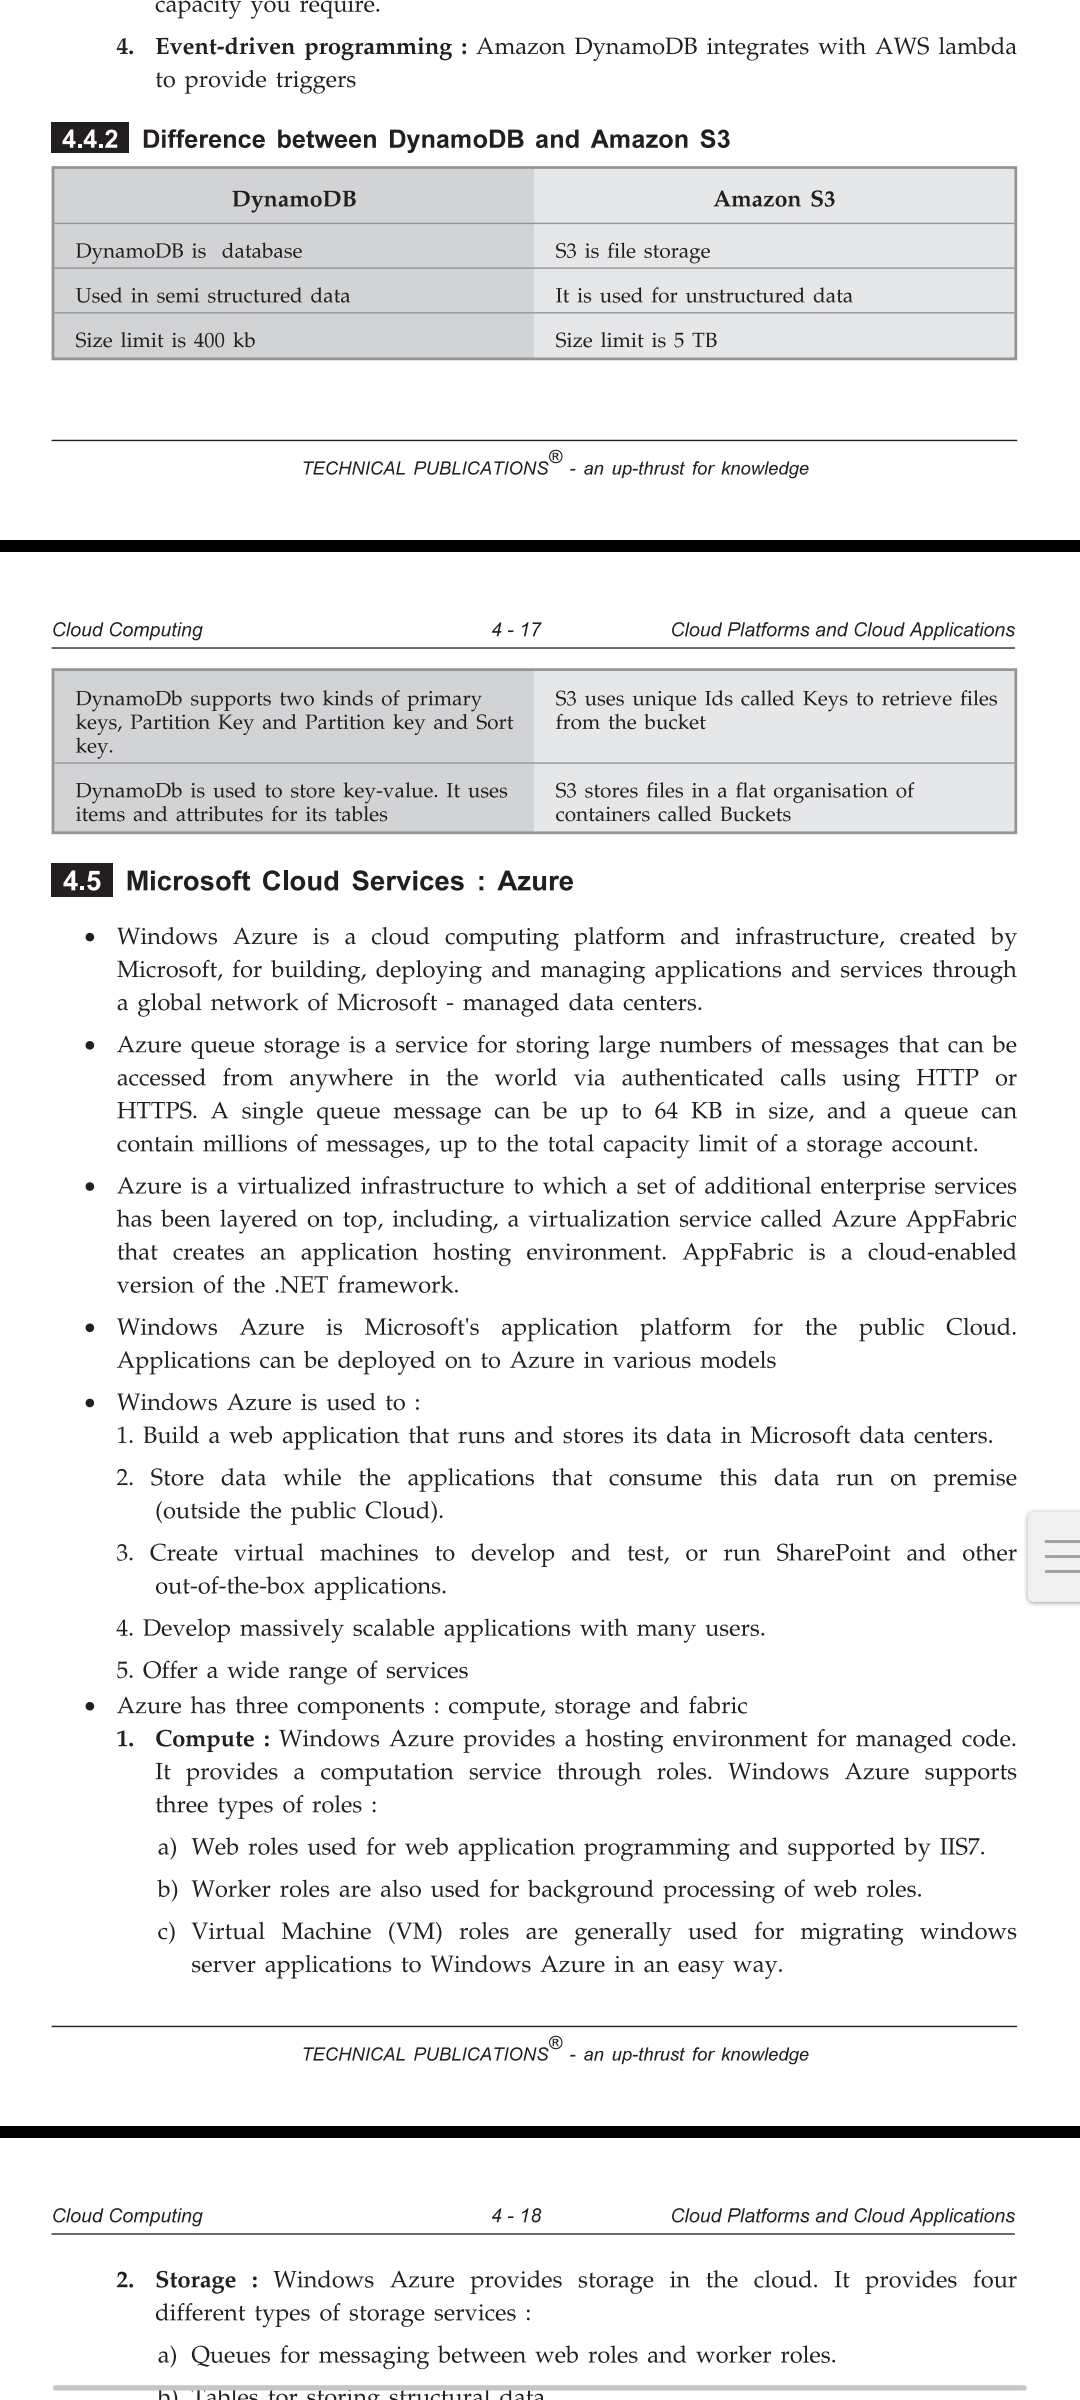 capacity you require.
4. Event-driven programming : Amazon DynamoDB integrates with AWS lambda
to provide triggers
4.4.2 Difference between DynamoDB and Amazon S3
DynamoDB Amazon S3
DynamoDB is database S3 is file storage
Used in semi structured data It is used for unstructured data
Size limit is 400 kb Size limit is 5 TB
TECHNICAL PUBLICATIONS® - an up-thrust for knowledge
Cloud Computing 4 - 17 Cloud Platforms and Cloud Applications
DynamoDb supports two kinds of primary S3 uses unique Ids called Keys to retrieve files
keys, Partition Key and Partition key and Sort from the bucket
key.
DynamoDb is used to store key-value. It uses S3 stores files in a flat organisation of
items and attributes for its tables containers called Buckets
4.5 Microsoft Cloud Services : Azure
• Windows Azure is a cloud computing platform and infrastructure, created by
Microsoft, for building, deploying and managing applications and services through
a global network of Microsoft - managed data centers.
• Azure queue storage is a service for storing large numbers of messages that can be
accessed from anywhere in the world via authenticated calls using HTTP or
HTTPS. A single queue message can be up to 64 KB in size, and a queue can
contain millions of messages, up to the total capacity limit of a storage account.
• Azure is a virtualized infrastructure to which a set of additional enterprise services
has been layered on top, including, a virtualization service called Azure AppFabric
that creates an application hosting environment. AppFabric is a cloud-enabled
version of the .NET framework.
• Windows Azure is Microsoft's application platform for the public Cloud.
Applications can be deployed on to Azure in various models
• Windows Azure is used to :
1. Build a web application that runs and stores its data in Microsoft data centers.
2. Store data while the applications that consume this data run on premise
(outside the public Cloud).
3. Create virtual machines to develop and test, or run SharePoint and other
out-of-the-box applications.
4. Develop massively scalable applications with many users.
5. Offer a wide range of services
• Azure has three components : compute, storage and fabric
1. Compute : Windows Azure provides a hosting environment for managed code.
It provides a computation service through roles. Windows Azure supports
three types of roles :
a) Web roles used for web application programming and supported by IIS7.
b) Worker roles are also used for background processing of web roles.
c) Virtual Machine (VM) roles are generally used for migrating windows
server applications to Windows Azure in an easy way.
TECHNICAL PUBLICATIONS® - an up-thrust for knowledge
Cloud Computing 4 - 18 Cloud Platforms and Cloud Applications
2. Storage : Windows Azure provides storage in the cloud. It provides four
different types of storage services :
a) Queues for messaging between web roles and worker roles.
b) Tables for storing structural data